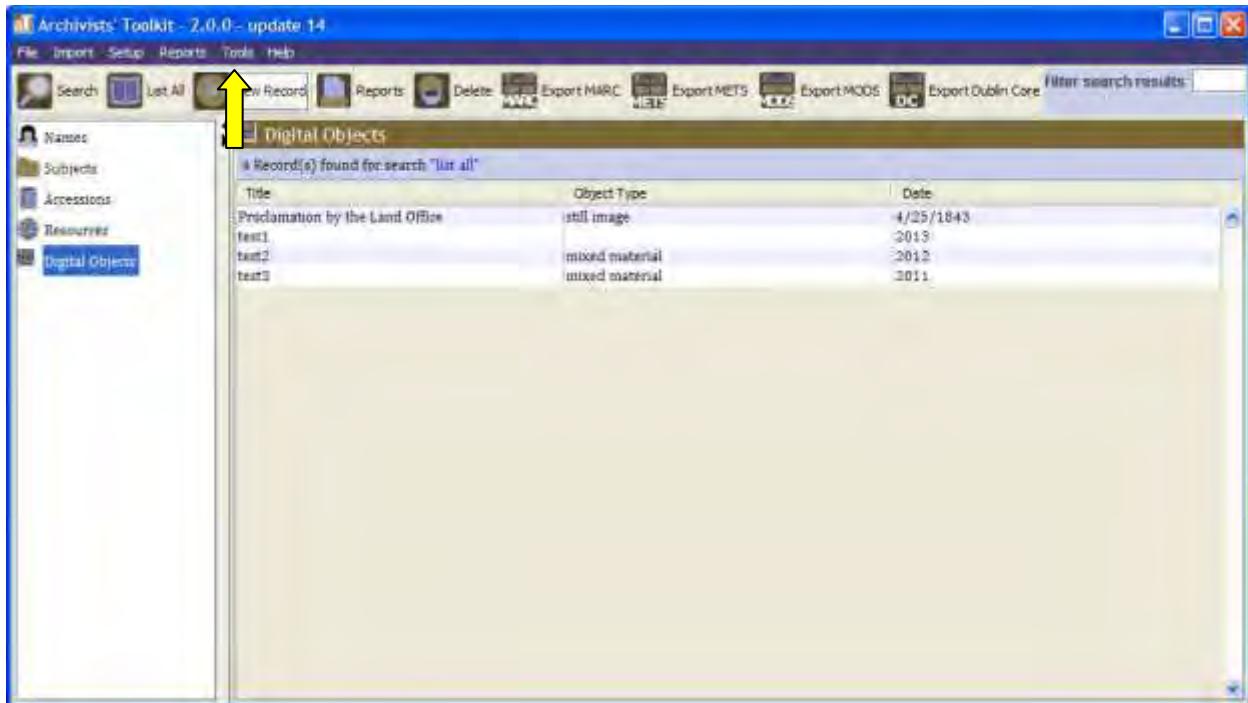 Archivists' Toolkit - 2.0.0 - update 14
File Import Setup Reports Tools Help
Search List All New Record Reports Delete Export MARC Export METS Export MODS Export Dublin Core Filter search results
Names
Subjects
Accessions
Resources
Digital Objects
Digital Objects
4 Record(s) found for search "list all"
Title Object Type Date
Proclamation by the Land Office still image 4/25/1843
test1 2013
test2 mixed material 2012
test3 mixed material 2011